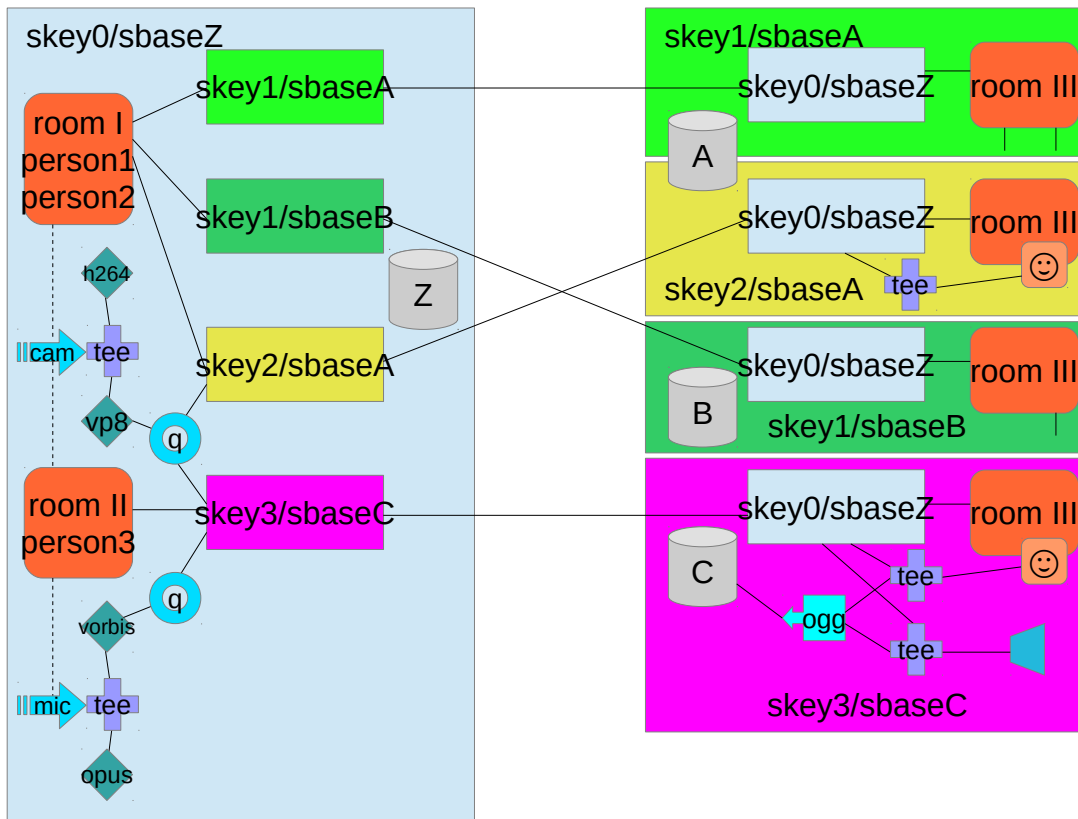 skey0/sbaseZ
skey1/sbaseA
room I
person1
person2
skey1/sbaseB
Z
h264
cam
tee
skey2/sbaseA
vp8
q
room II
person3
skey3/sbaseC
q
vorbis
mic
tee
opus
skey1/sbaseA
skey0/sbaseZ
room III
A
skey0/sbaseZ
room III
tee
skey2/sbaseA
skey0/sbaseZ
room III
B
skey1/sbaseB
skey0/sbaseZ
room III
C
tee
ogg
tee
skey3/sbaseC